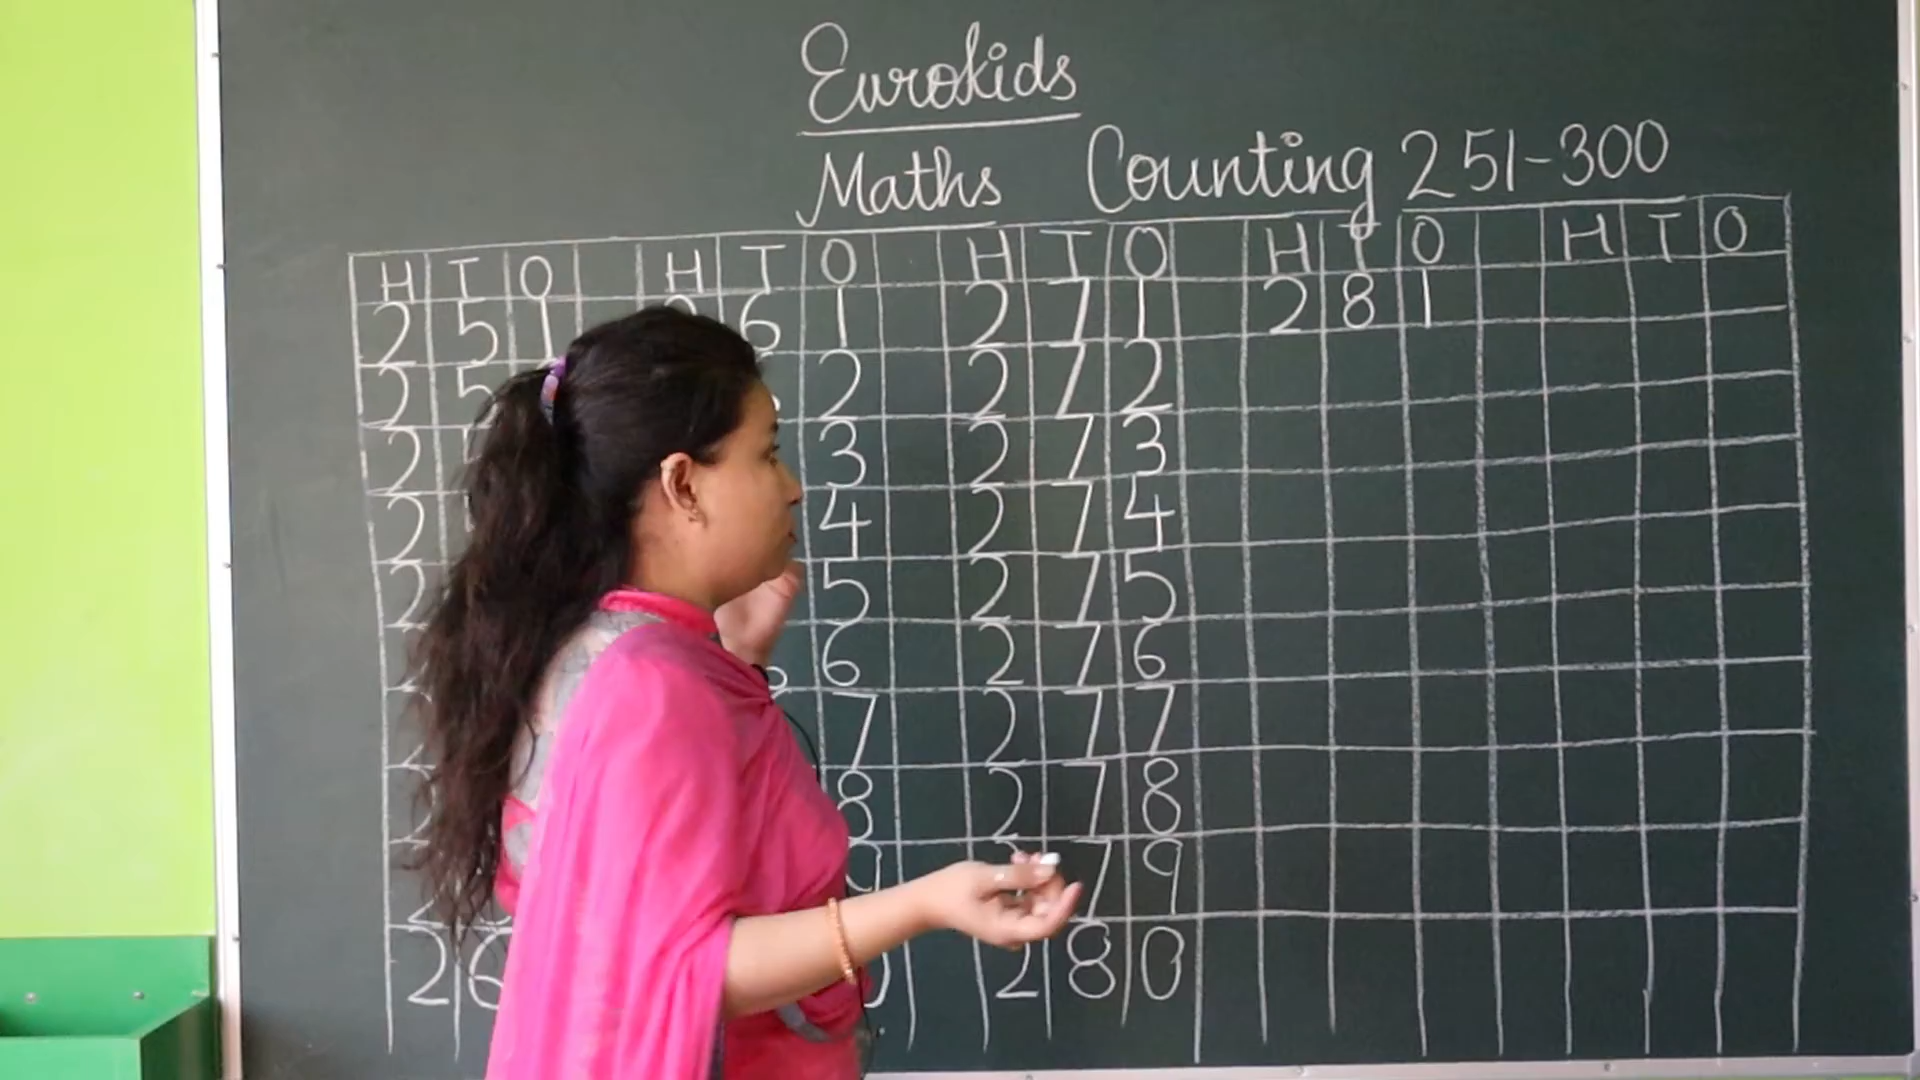 Eurokids
Maths Counting 251-300
H T O H T O H T O H T O H T O
2 5 1 6 1 2 7 1 2 8 1
2 5 2 2 7 2
2 3 2 7 3
2 4 2 7 4
2 5 2 7 5
6 2 7 6
7 2 7 7
2 8 2 7 8
9 7 9
2 6 2 8 0